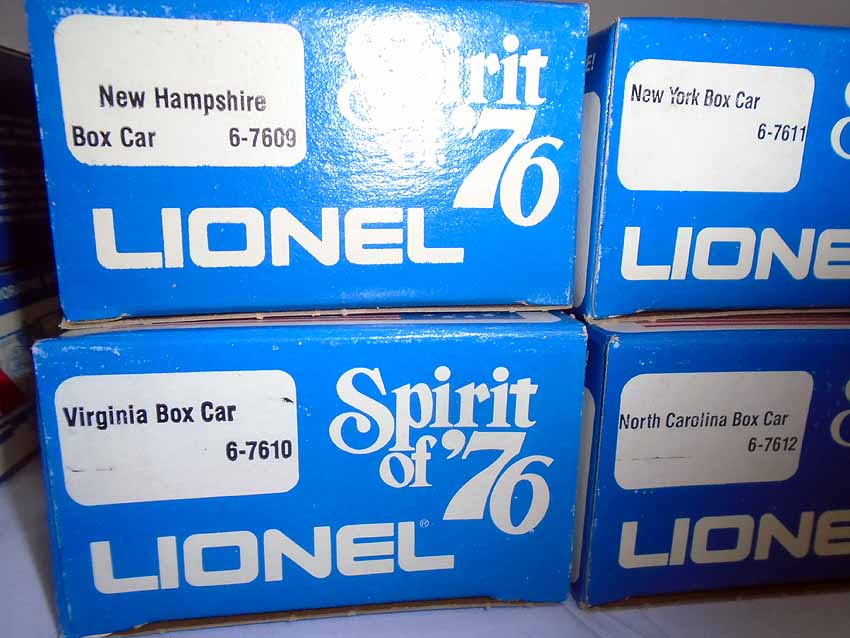 New Hampshire
Box Car 6-7609
Spirit
of '76
LIONEL
New York Box Car
6-7611
LIONE
Virginia Box Car
6-7610
Spirit
of '76
LIONEL®
North Carolina Box Car
6-7612
LIONE